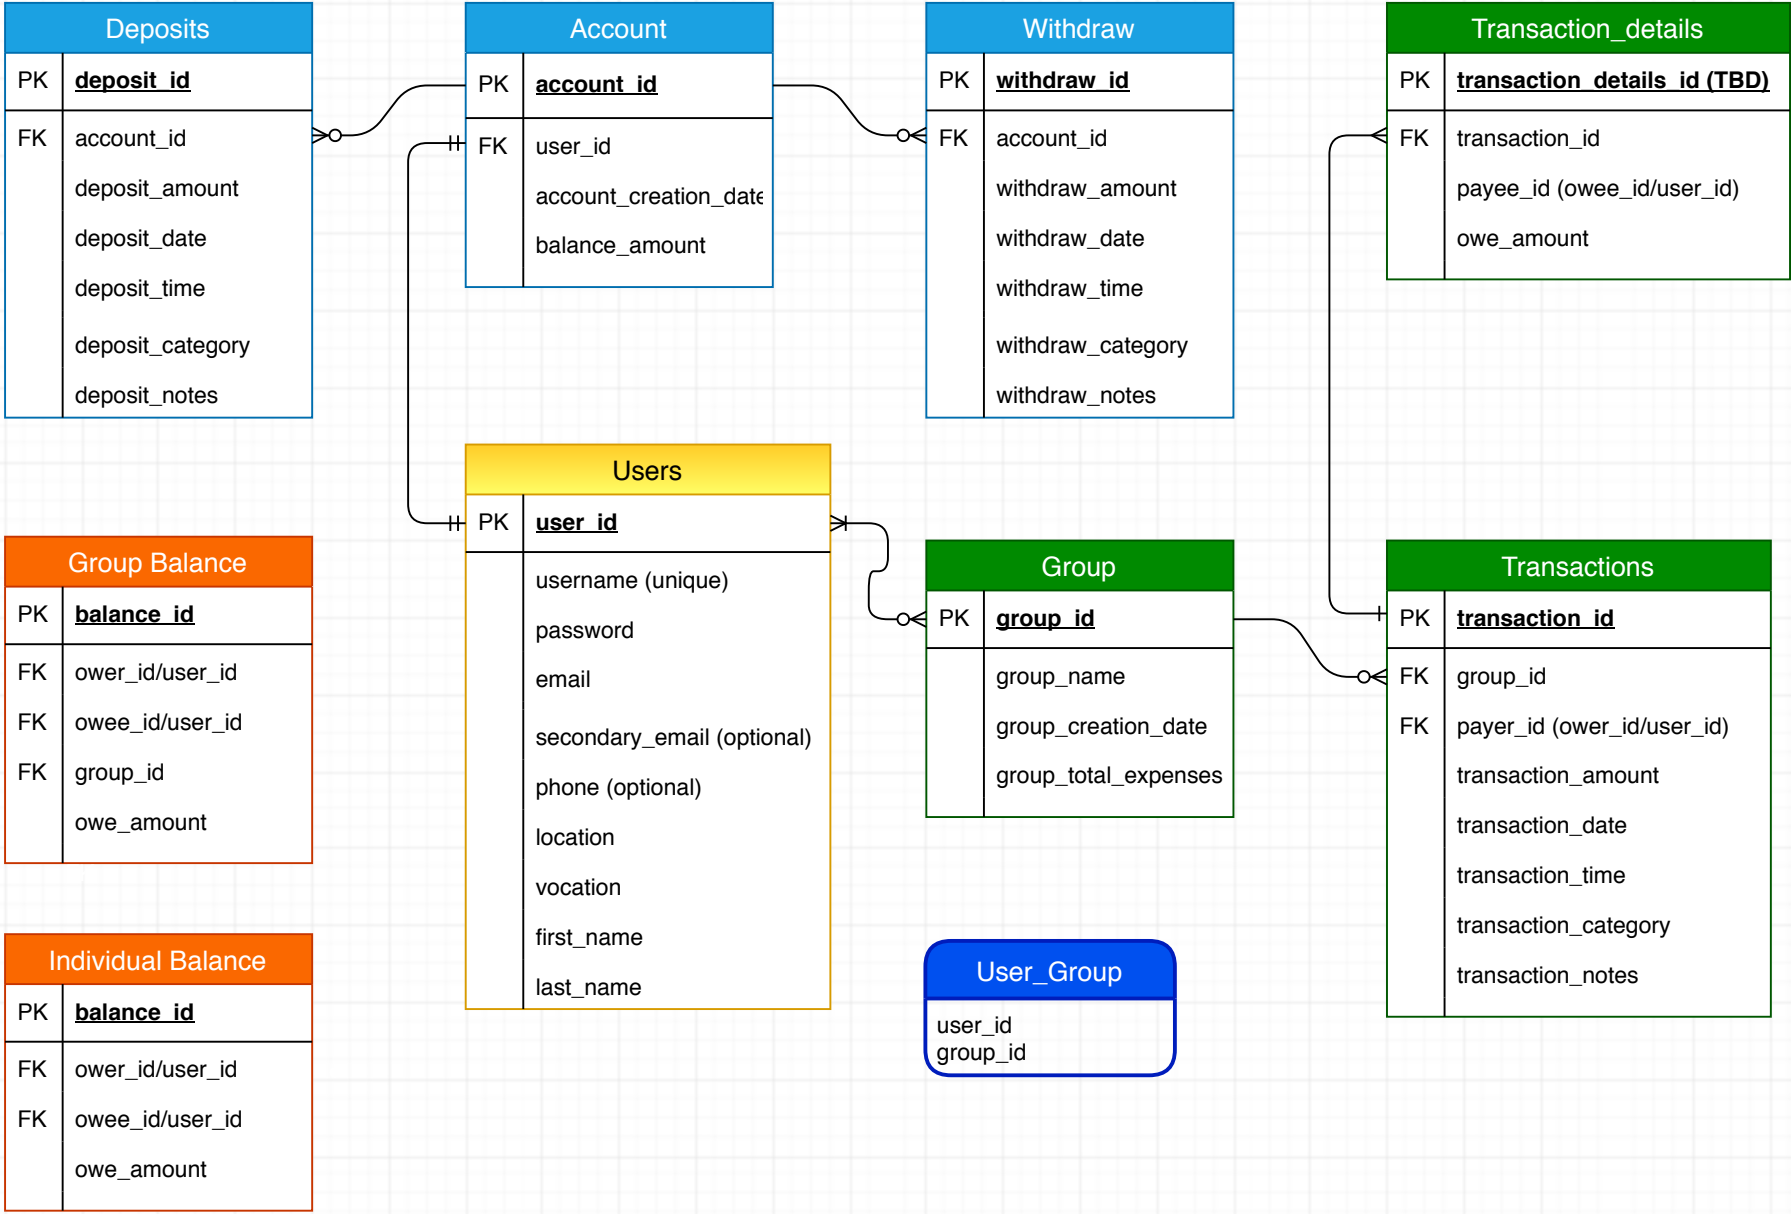 Deposits
PK deposit_id
FK account_id
deposit_amount
deposit_date
deposit_time
deposit_category
deposit_notes
Account
PK account_id
FK user_id
account_creation_date
balance_amount
Withdraw
PK withdraw_id
FK account_id
withdraw_amount
withdraw_date
withdraw_time
withdraw_category
withdraw_notes
Transaction_details
PK transaction_details_id (TBD)
FK transaction_id
payee_id (owee_id/user_id)
owe_amount
Group Balance
PK balance_id
FK ower_id/user_id
FK owee_id/user_id
FK group_id
owe_amount
Users
PK user_id
username (unique)
password
email
secondary_email (optional)
phone (optional)
location
vocation
first_name
last_name
Group
PK group_id
group_name
group_creation_date
group_total_expenses
Transactions
PK transaction_id
FK group_id
FK payer_id (ower_id/user_id)
transaction_amount
transaction_date
transaction_time
transaction_category
transaction_notes
Individual Balance
PK balance_id
FK ower_id/user_id
FK owee_id/user_id
owe_amount
User_Group
user_id
group_id